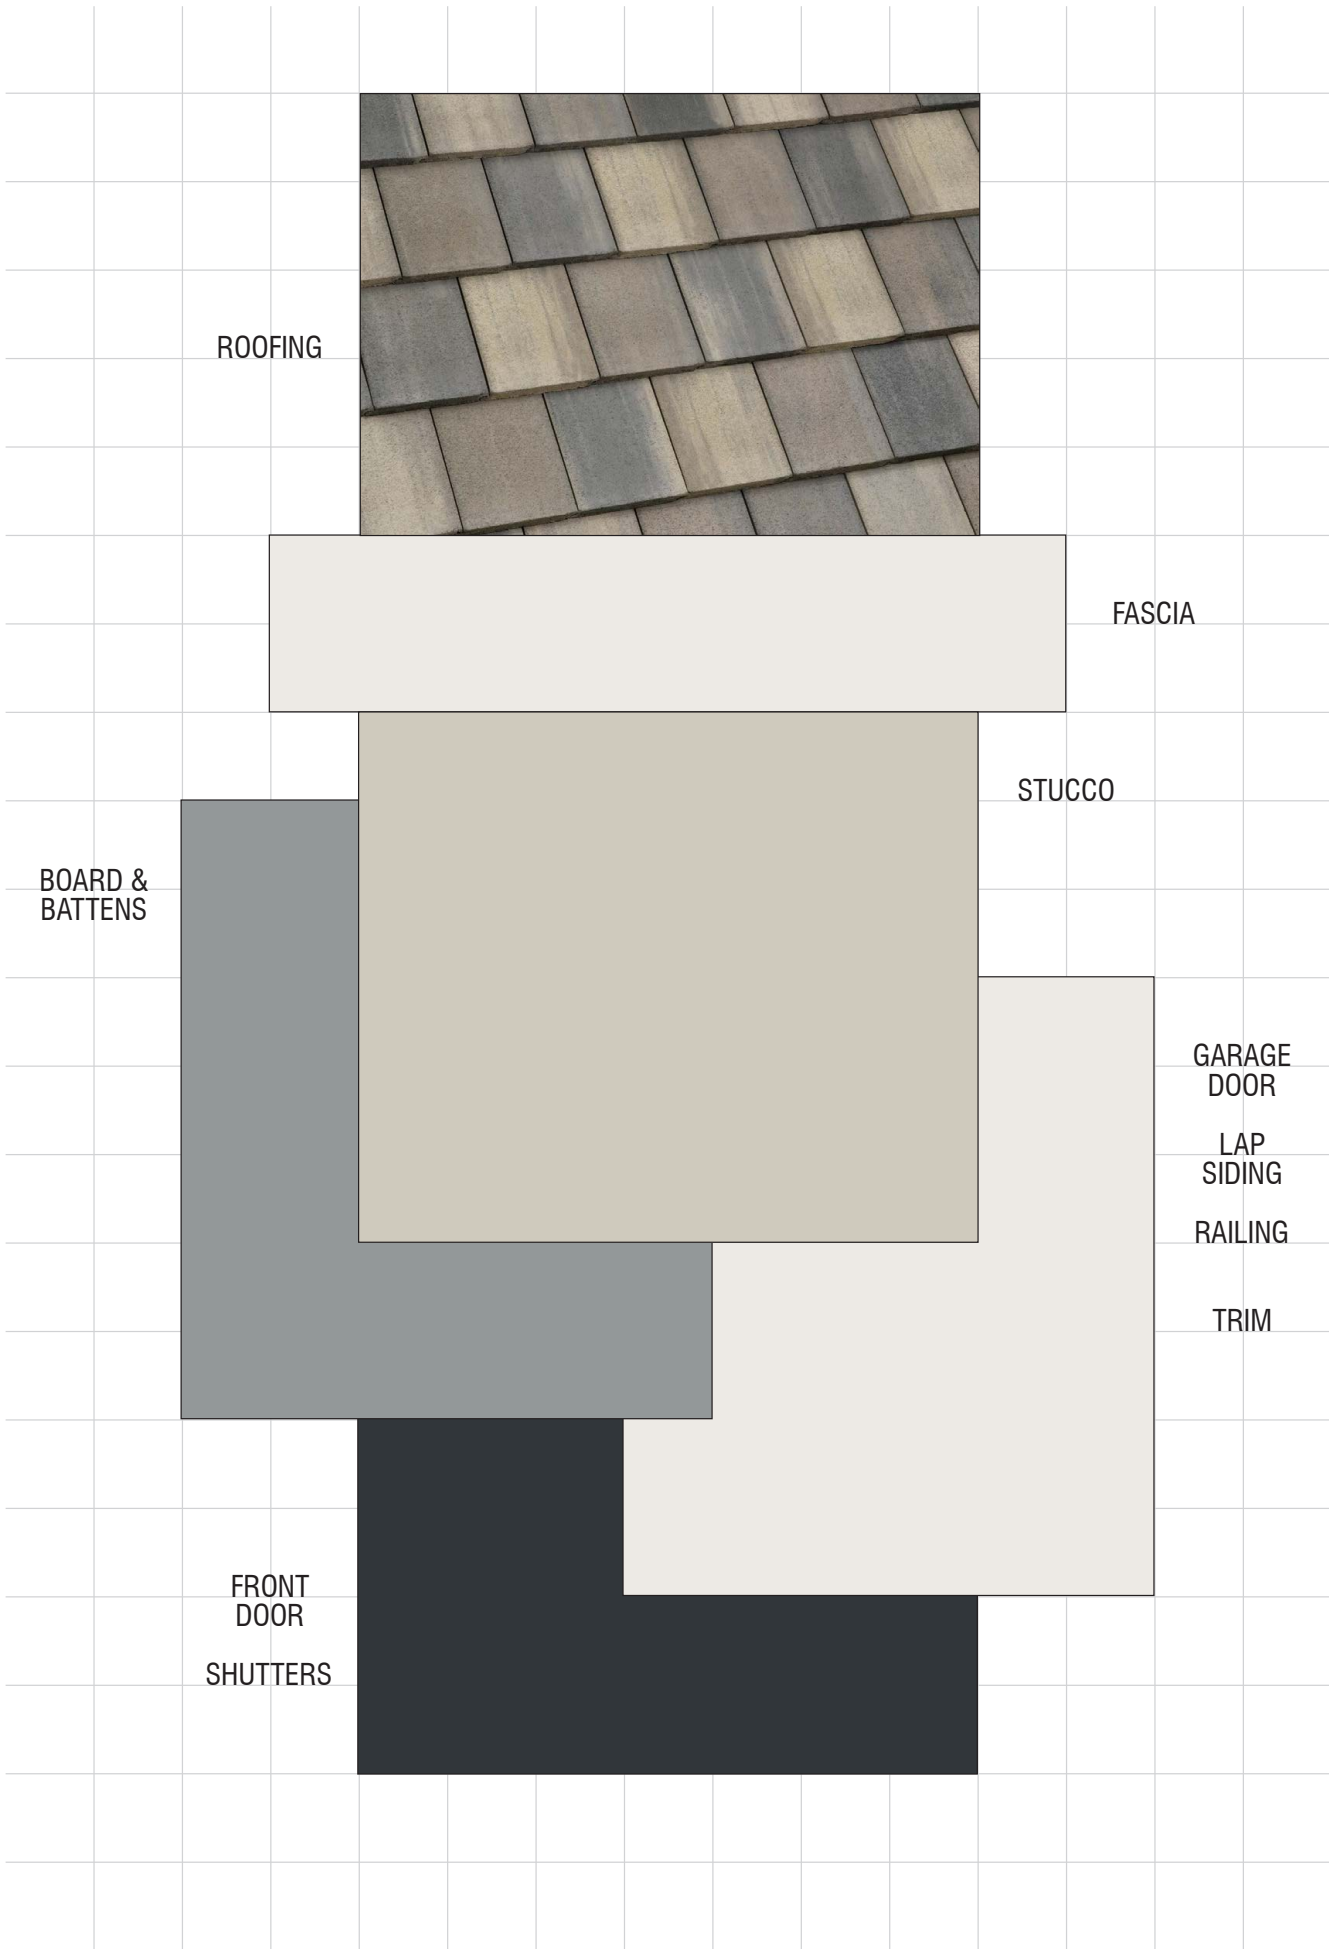 ROOFING
FASCIA
STUCCO
BOARD &
BATTENS
GARAGE
DOOR
LAP
SIDING
RAILING
TRIM
FRONT
DOOR
SHUTTERS